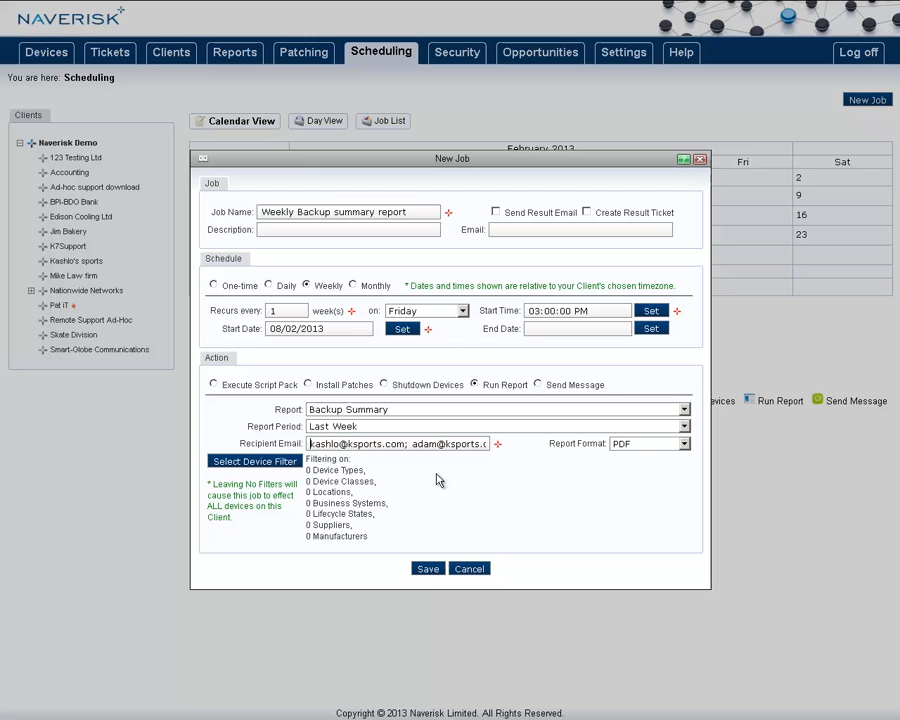 NAVERISK
Devices Tickets Clients Reports Patching Scheduling Security Opportunities Settings Help Log off
You are here: Scheduling
New Job
Clients
Calendar View Day View Job List
Naverisk Demo
123 Testing Ltd
Accounting
Ad-hoc support download
BPI-BDO Bank
Edison Cooling Ltd
Jim Bakery
K7Support
Kashlo's sports
Mike Law firm
Nationwide Networks
Pat iT
Remote Support Ad-Hoc
Skate Division
Smart-Globe Communications
February 2013
Fri Sat
2
9
16
23
New Job
Job
Job Name: Weekly Backup summary report Send Result Email Create Result Ticket
Description: Email:
Schedule
One-time Daily Weekly Monthly * Dates and times shown are relative to your Client's chosen timezone.
Recurs every: 1 week(s) on: Friday Start Time: 03:00:00 PM Set
Start Date: 08/02/2013 Set End Date: Set
Action
Execute Script Pack Install Patches Shutdown Devices Run Report Send Message
Report: Backup Summary
Report Period: Last Week
Recipient Email: kashlo@ksports.com; adam@ksports.c Report Format: PDF
Select Device Filter
* Leaving No Filters will
cause this job to effect
ALL devices on this
Client.
Filtering on:
0 Device Types,
0 Device Classes,
0 Locations,
0 Business Systems,
0 Lifecycle States,
0 Suppliers,
0 Manufacturers
Save Cancel
Run Report Send Message
Copyright © 2013 Naverisk Limited. All Rights Reserved.